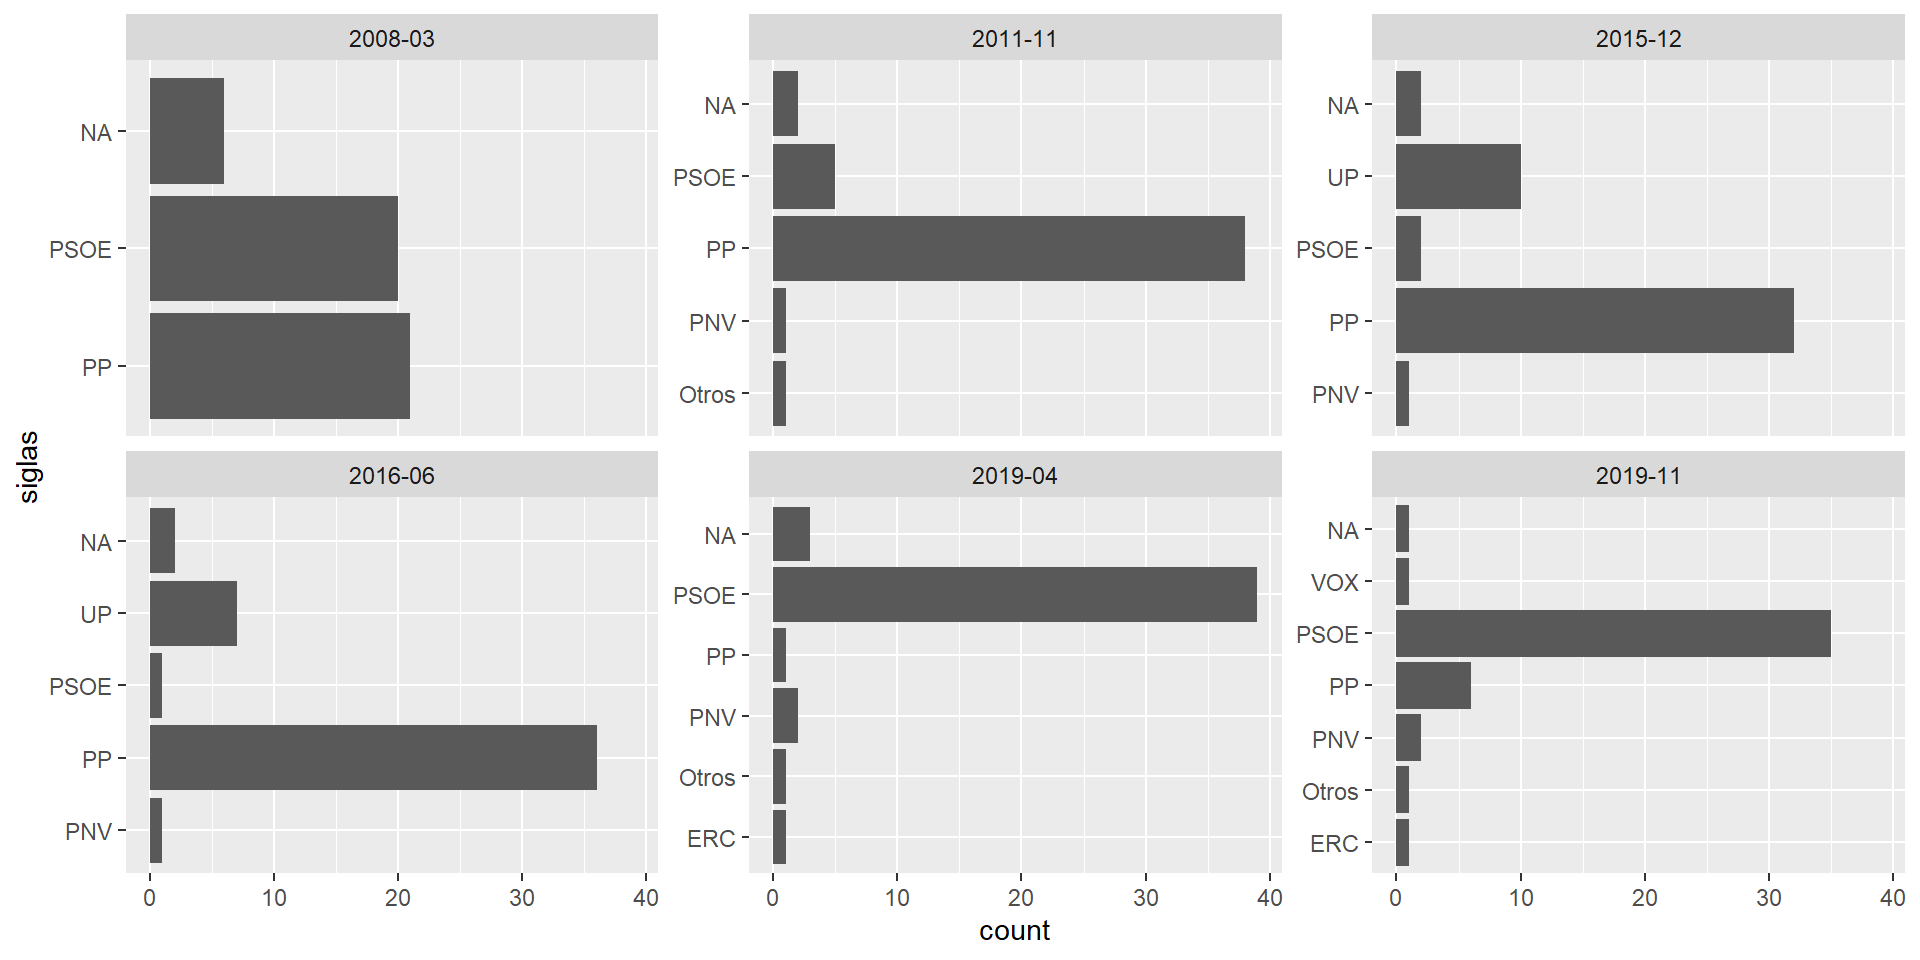 2008-03
NA
PSOE
PP
2011-11
NA
PSOE
PP
PNV
Otros
2015-12
NA
UP
PSOE
PP
PNV
siglas
2016-06
NA
UP
PSOE
PP
PNV
0 10 20 30 40
2019-04
NA
PSOE
PP
PNV
Otros
ERC
0 10 20 30 40
2019-11
NA
VOX
PSOE
PP
PNV
Otros
ERC
0 10 20 30 40
count